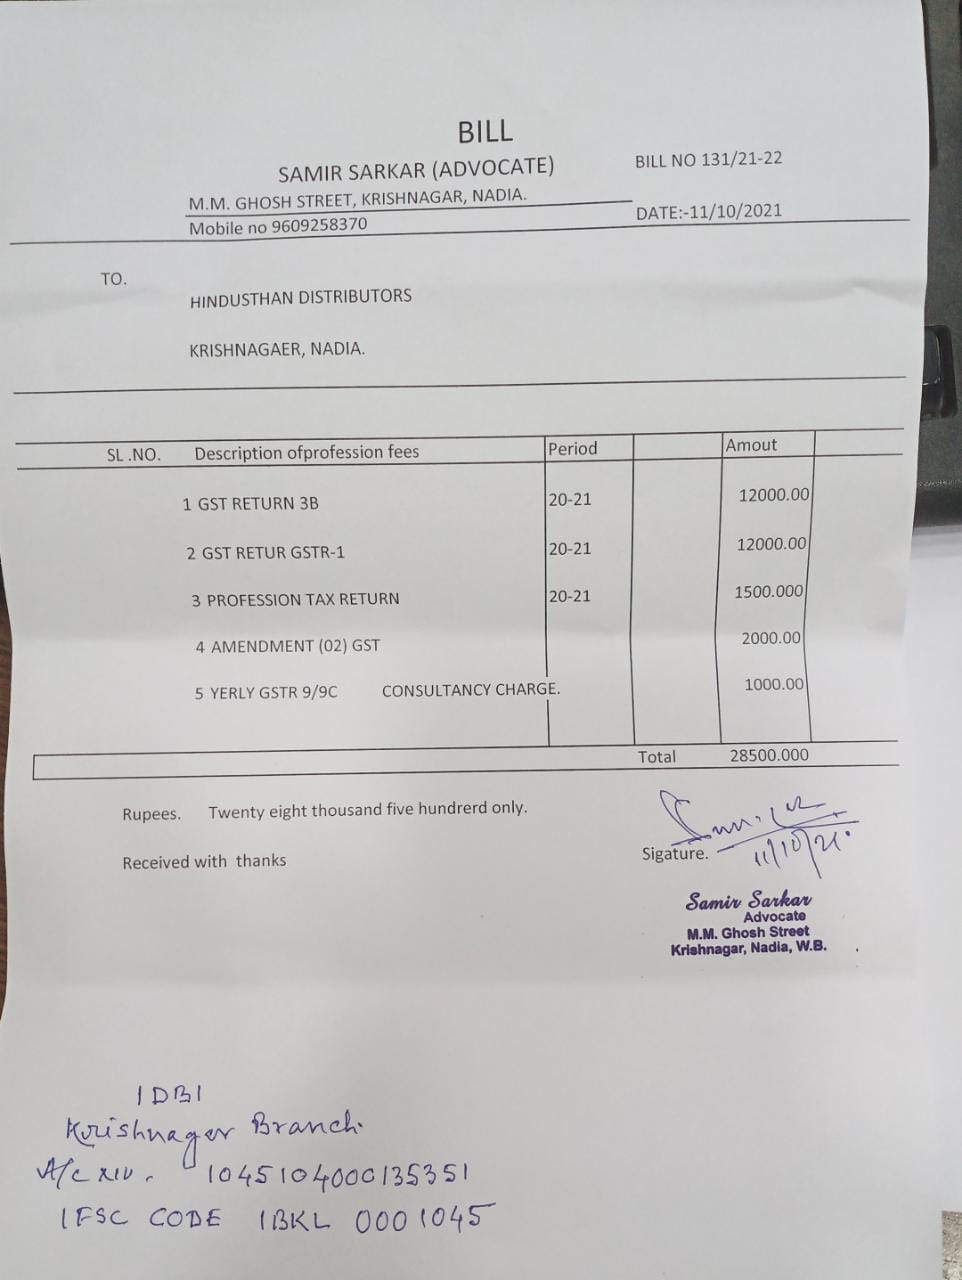 BILL
SAMIR SARKAR (ADVOCATE)
BILL NO 131/21-22
M.M. GHOSH STREET, KRISHNAGAR, NADIA.
Mobile no 9609258370
DATE:-11/10/2021
TO.
HINDUSTHAN DISTRIBUTORS
KRISHNAGAER, NADIA.
SL .NO. Description ofprofession fees Period Amout
1 GST RETURN 3B 20-21 12000.00
2 GST RETUR GSTR-1 20-21 12000.00
3 PROFESSION TAX RETURN 20-21 1500.000
4 AMENDMENT (02) GST 2000.00
5 YERLY GSTR 9/9C CONSULTANCY CHARGE. 1000.00
Total 28500.000
Rupees. Twenty eight thousand five hundrerd only.
Received with thanks
Sigature.
11/10/21
Samir Sarkar
Advocate
M.M. Ghosh Street
Krishnagar, Nadia, W.B.
IDBI
Krishnager Branch.
A/c 1045104000135351
IFSC CODE IBKL 0001045